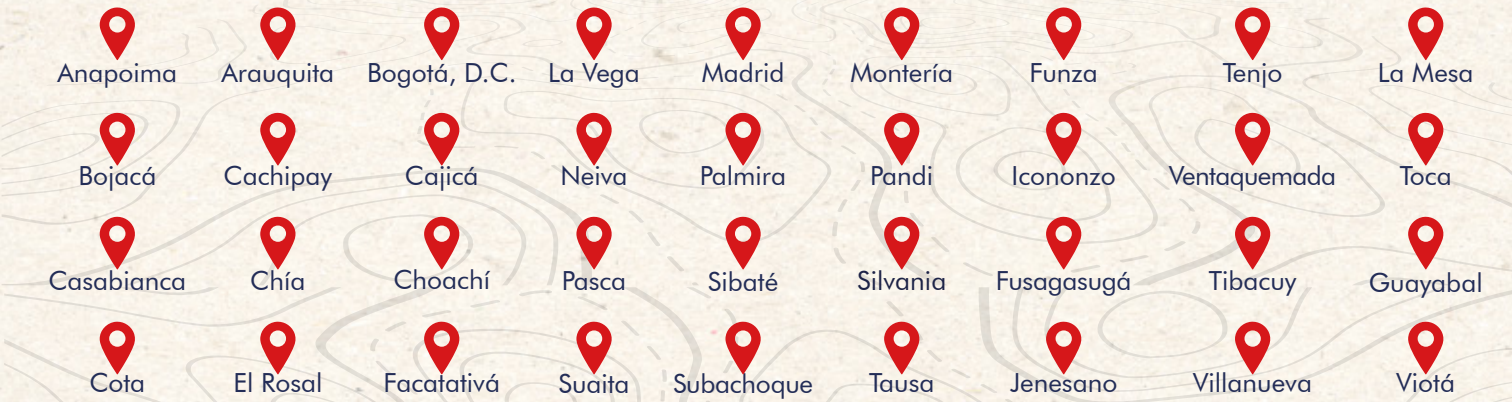 Anapoima Arauquita Bogotá, D.C. La Vega Madrid Montería Funza Tenjo La Mesa
Bojacá Cachipay Cajicá Neiva Palmira Pandi Icononzo Ventaquemada Toca
Casabianca Chía Choachí Pasca Sibaté Silvania Fusagasugá Tibacuy Guayabal
Cota El Rosal Facatativá Suaita Subachoque Tausa Jenesano Villanueva Viotá